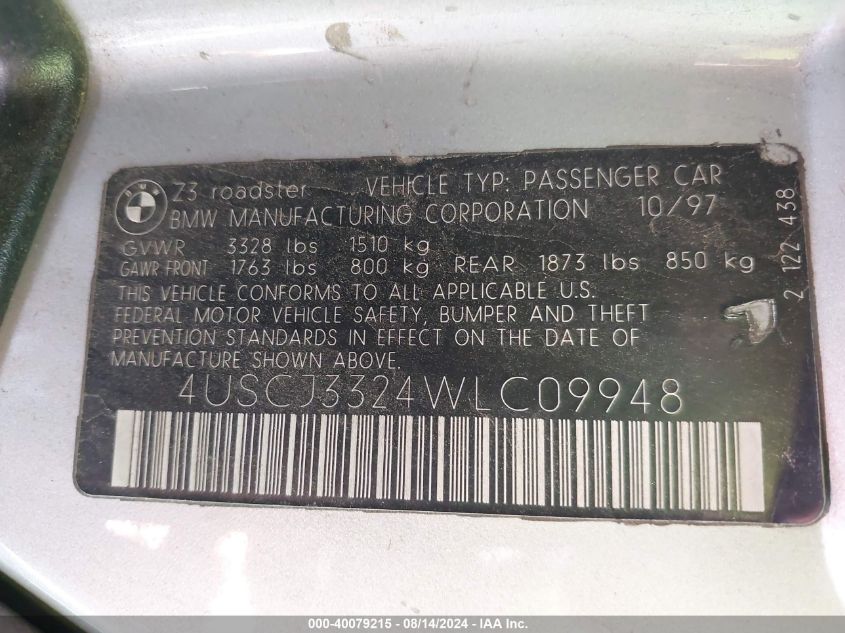 BMW
Z3 roadster VEHICLE TYP: PASSENGER CAR
BMW MANUFACTURING CORPORATION 10/97
GVWR 3328 lbs 1510 kg
GAWR FRONT 1763 lbs 800 kg REAR 1873 lbs 850 kg
THIS VEHICLE CONFORMS TO ALL APPLICABLE U.S.
FEDERAL MOTOR VEHICLE SAFETY, BUMPER AND THEFT
PREVENTION STANDARDS IN EFFECT ON THE DATE OF
MANUFACTURE SHOWN ABOVE.
4USCJ3324WLC09948
2 122 438
000-40079215 - 08/14/2024 - IAA Inc.